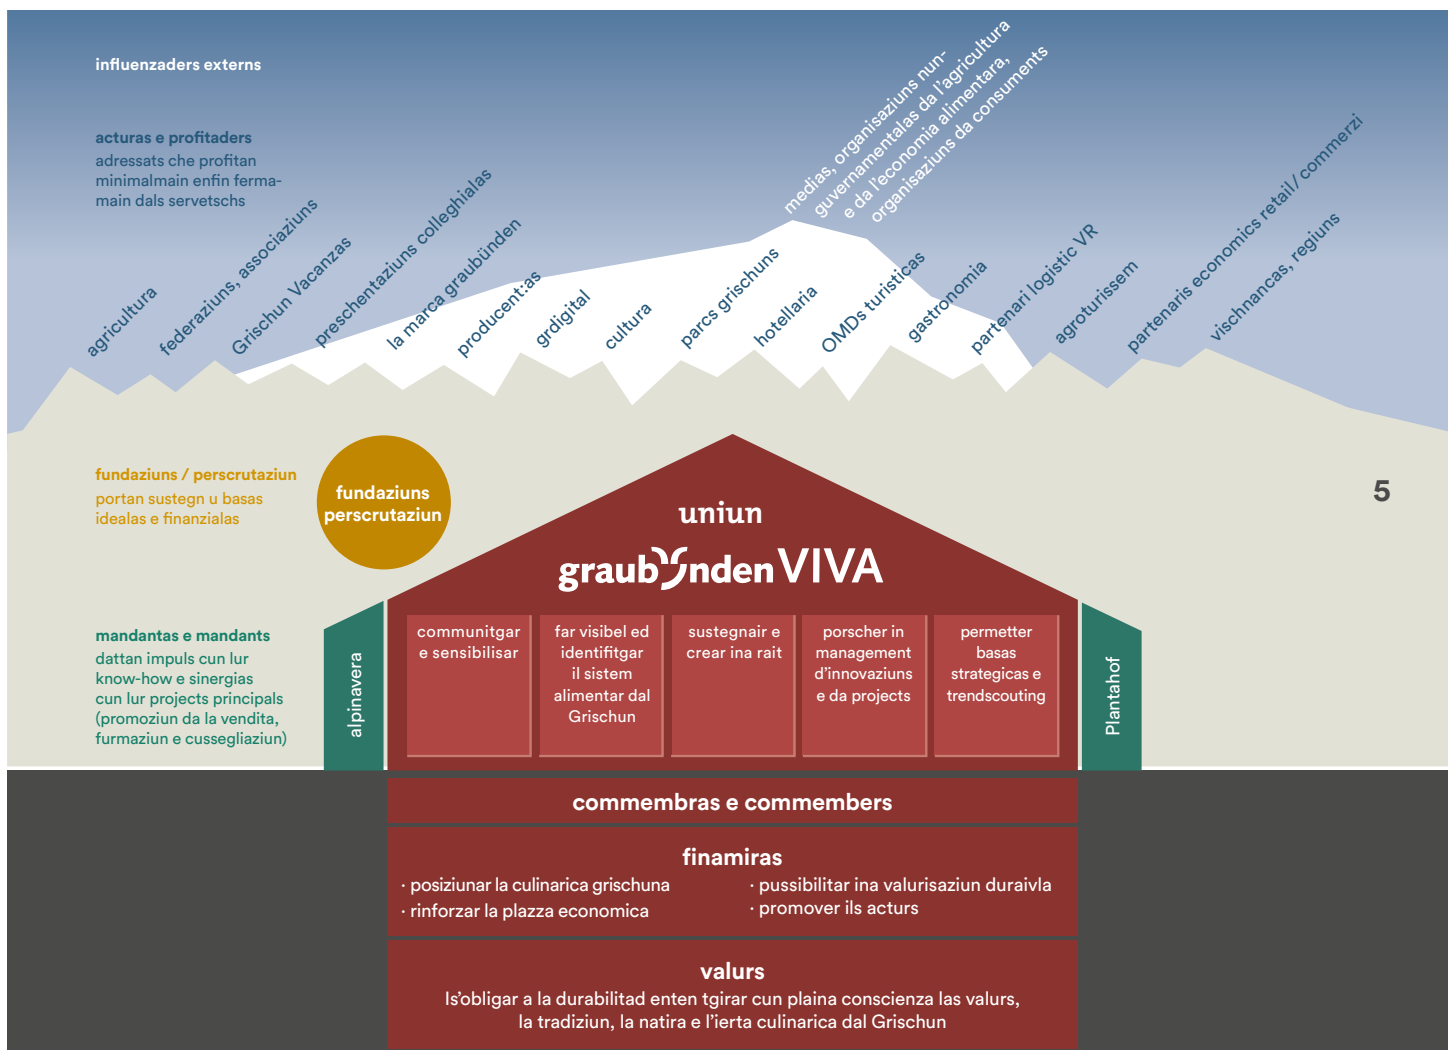 influenzaders externs
acturas e profitaders
adressats che profitan
minimalmain enfin ferma-
main dals servetschs
agricultura
federaziuns, associaziuns
Grischun Vacanzas
preschentaziuns colleghialas
la marca graubünden
producent:as
grdigital
cultura
parcs grischuns
hotellaria
medias, organisaziuns nun-
guvernamentalas da l'agricultura
e da l'economia alimentara,
organisaziuns da consuments
OMDs turisticas
gastronomia
partenari logistic VR
agroturissem
partenaris economics retail / commerzi
vischnancas, regiuns
fundaziuns / perscrutaziun
portan sustegn u basas
idealas e finanzialas
fundaziuns
perscrutaziun
5
uniun
graubünden VIVA
mandantas e mandants
dattan impuls cun lur
know-how e sinergias
cun lur projects principals
(promoziun da la vendita,
furmaziun e cussegliaziun)
alpinavera
communitgar
e sensibilisar
far visibel ed
identifitgar
il sistem
alimentar dal
Grischun
sustegnair e
crear ina rait
porscher in
management
d'innovaziuns
e da projects
permetter
basas
strategicas e
trendscouting
Plantahof
commembras e commembers
finamiras
· posiziunar la culinarica grischuna
· rinforzar la plazza economica
· pussibilitar ina valurisaziun duraivla
· promover ils acturs
valurs
Is'obligar a la durabilitad enten tgirar cun plaina conscienza las valurs,
la tradiziun, la natira e l'ierta culinarica dal Grischun